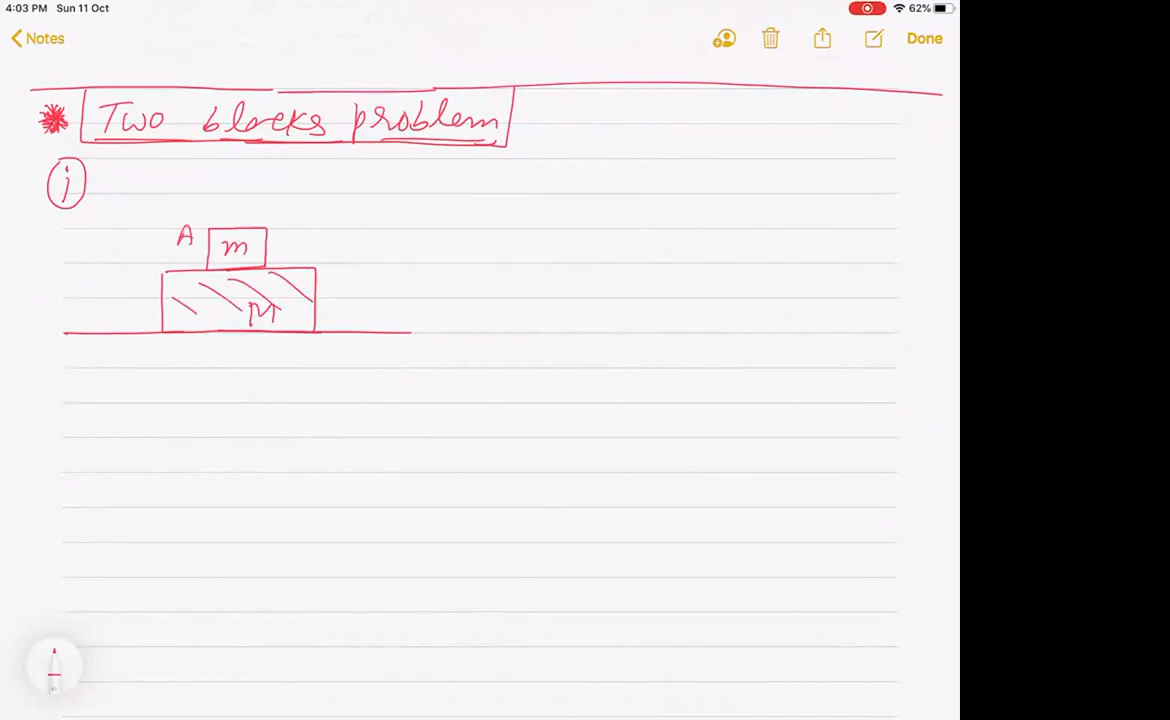 4:03 PM Sun 11 Oct 62%
Notes Done
Two blocks problem
i
A m
M